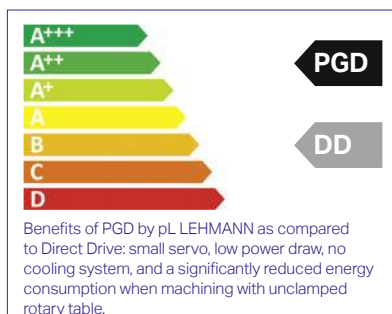 A+++
A++
PGD
A+
A
B
DD
C
D
Benefits of PGD by pL LEHMANN as compared
to Direct Drive: small servo, low power draw, no
cooling system, and a significantly reduced energy
consumption when machining with unclamped
rotary table.